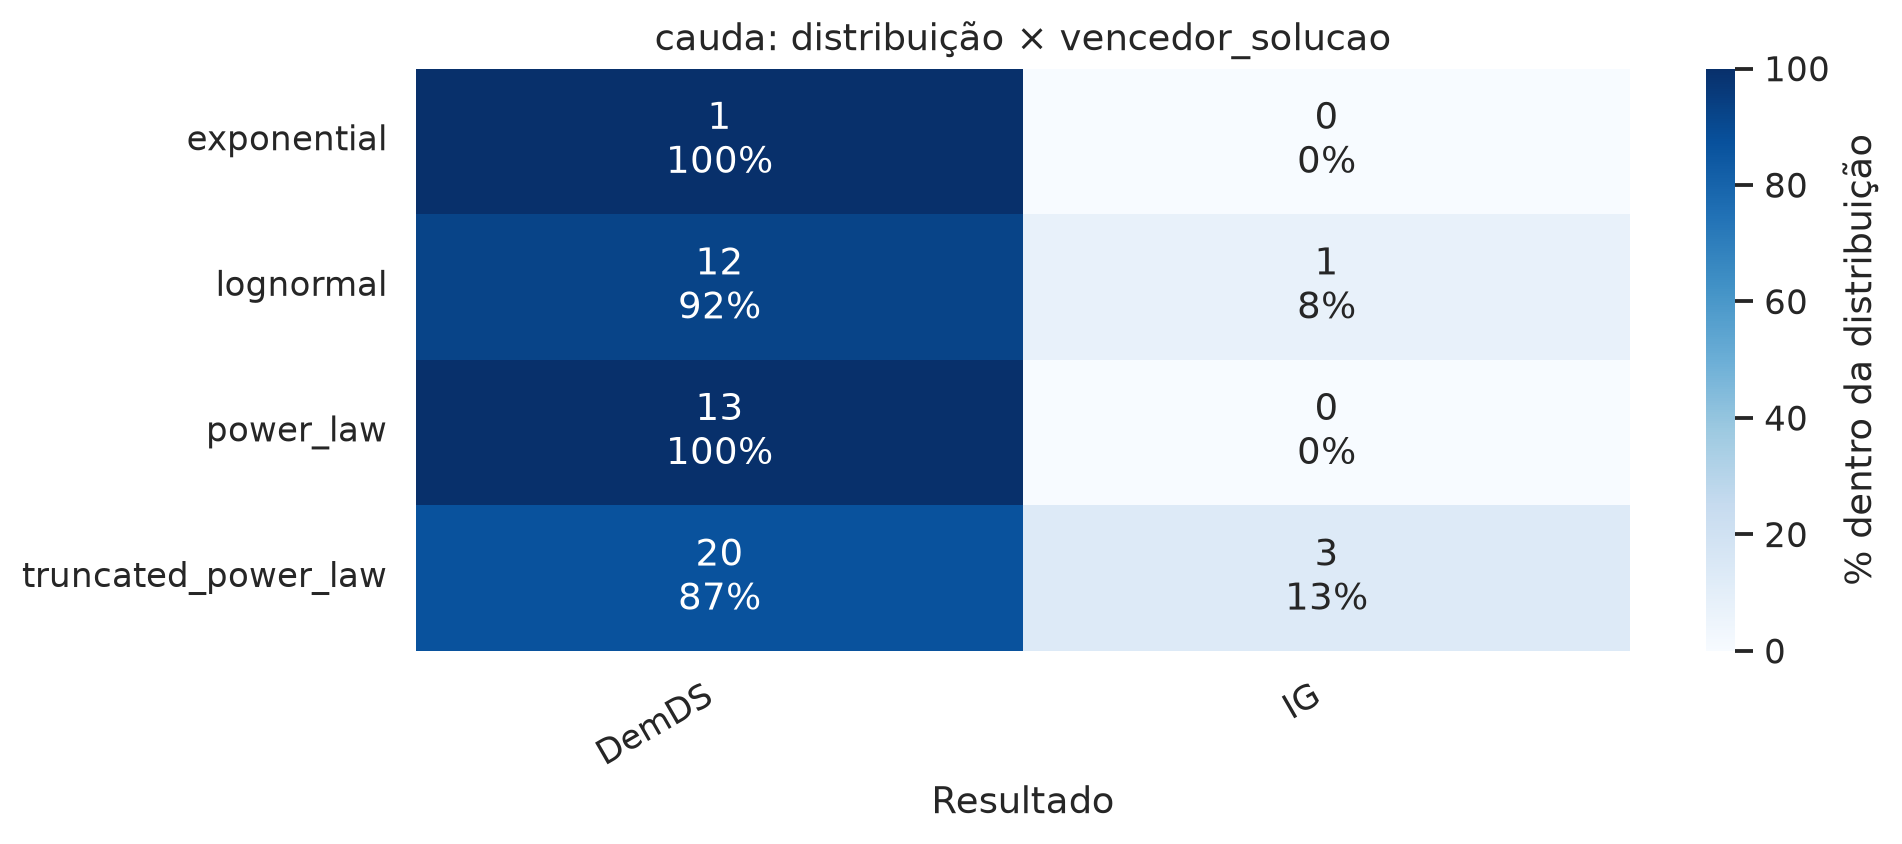 cauda: distribuição × vencedor_solucao
exponential
1
100%
0
0%
lognormal
12
92%
1
8%
power_law
13
100%
0
0%
truncated_power_law
20
87%
3
13%
DemDS
IG
Resultado
100
80
60
40
20
0
% dentro da distribuição